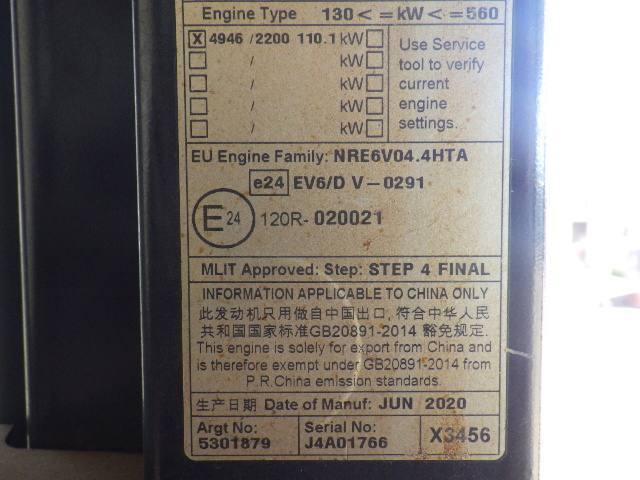 Engine Type 130 < = kW < = 560
X 4946 / 2200 110.1 kW
/ kW
/ kW
/ kW
/ kW
Use Service
tool to verify
current
engine
settings.
EU Engine Family: NRE6V04.4HTA
e24 EV6/D V-0291
E 24 120R- 020021
MLIT Approved: Step: STEP 4 FINAL
INFORMATION APPLICABLE TO CHINA ONLY
此发动机只用做自中国出口, 符合中华人民
共和国国家标准GB20891-2014 豁免规定.
This engine is solely for export from China and
is therefore exempt under GB20891-2014 from
P.R.China emission standards.
生产日期 Date of Manuf: JUN 2020
Argt No:
5301879
Serial No:
J4A01766
X3456